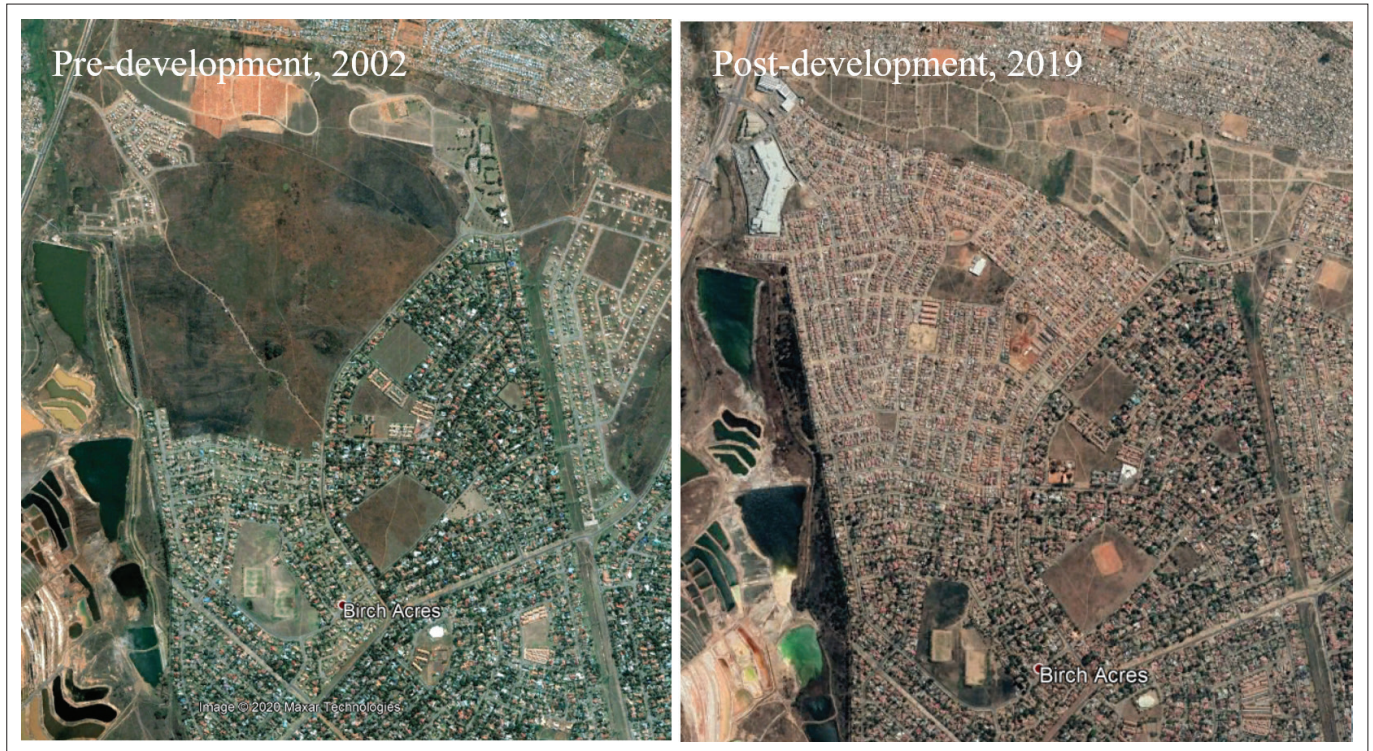 Pre-development, 2002
Post-development, 2019
Birch Acres
Image © 2020 Maxar Technologies
Birch Acres